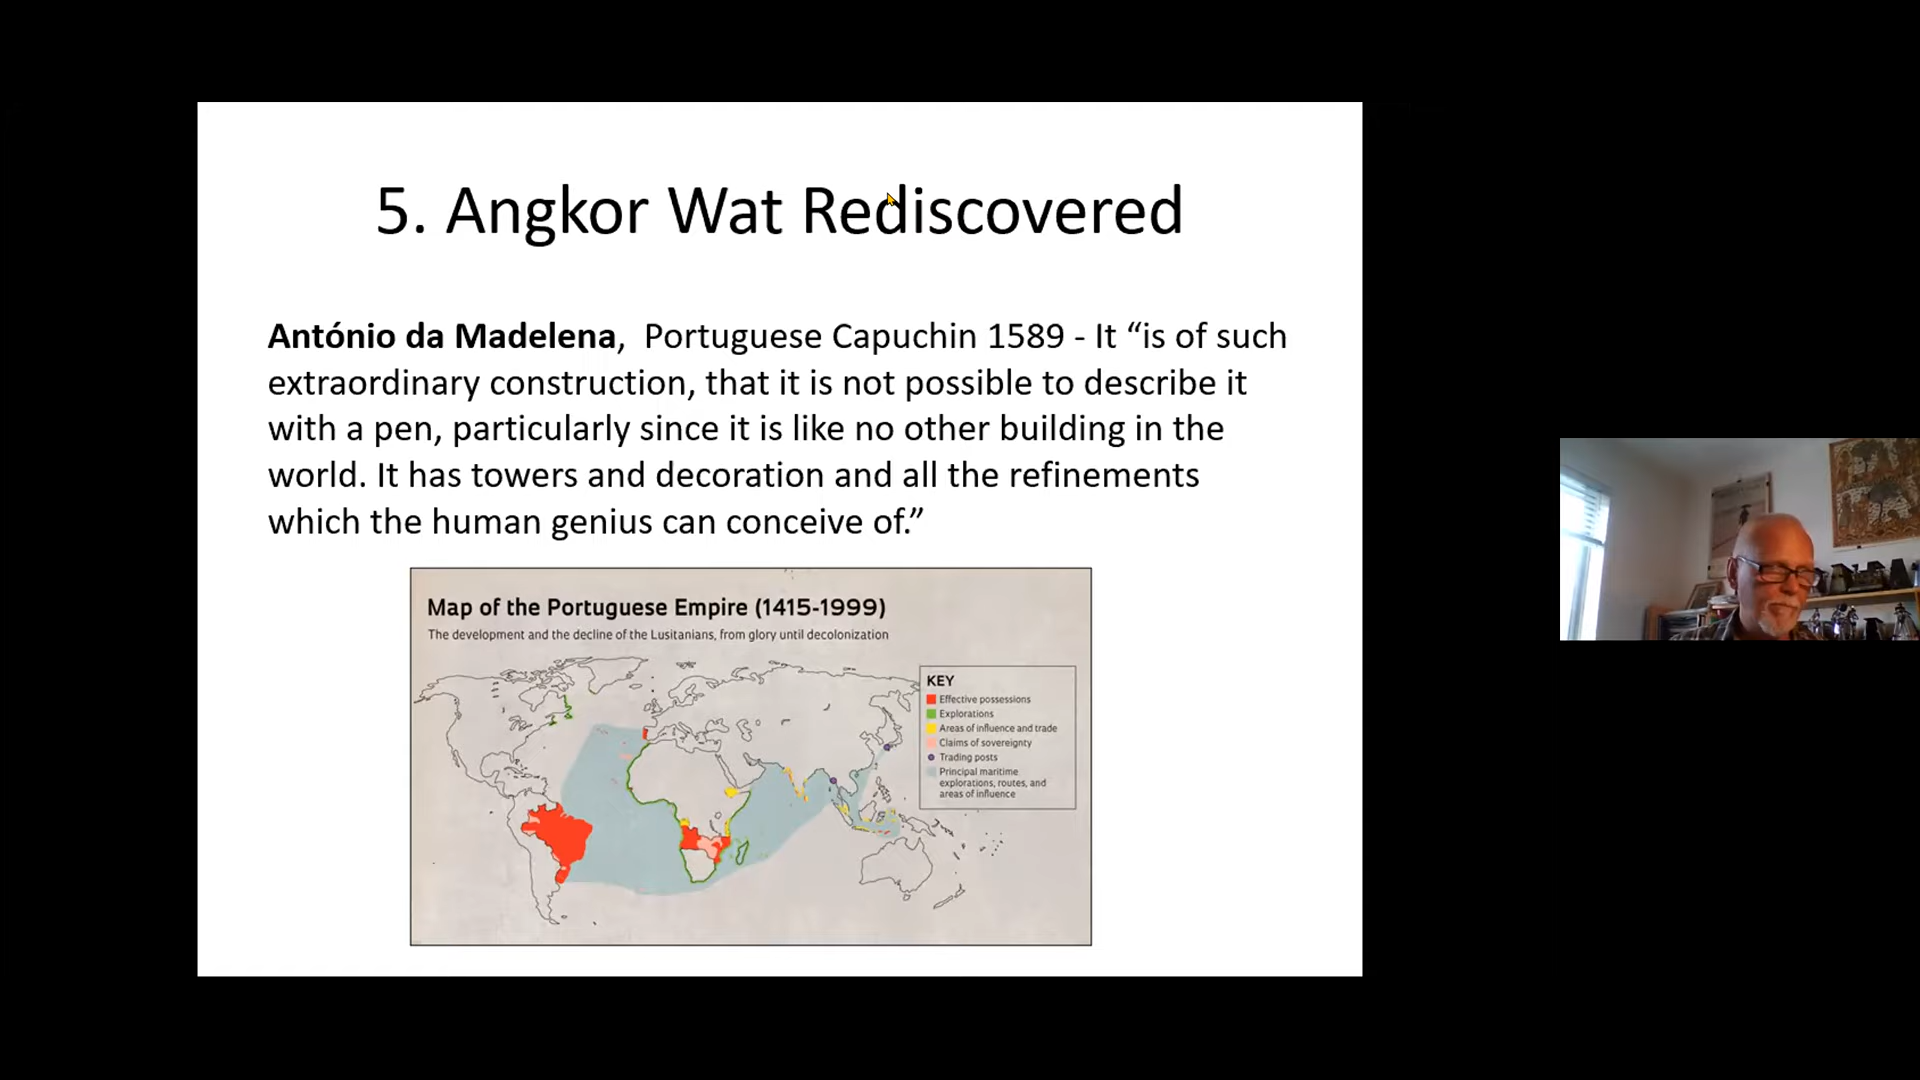 5. Angkor Wat Rediscovered
António da Madelena, Portuguese Capuchin 1589 - It “is of such
extraordinary construction, that it is not possible to describe it
with a pen, particularly since it is like no other building in the
world. It has towers and decoration and all the refinements
which the human genius can conceive of.”
Map of the Portuguese Empire (1415-1999)
The development and the decline of the Lusitanians, from glory until decolonization
KEY
Effective possessions
Explorations
Areas of influence and trade
Claims of sovereignty
Trading posts
Principal maritime
explorations, routes, and
areas of influence